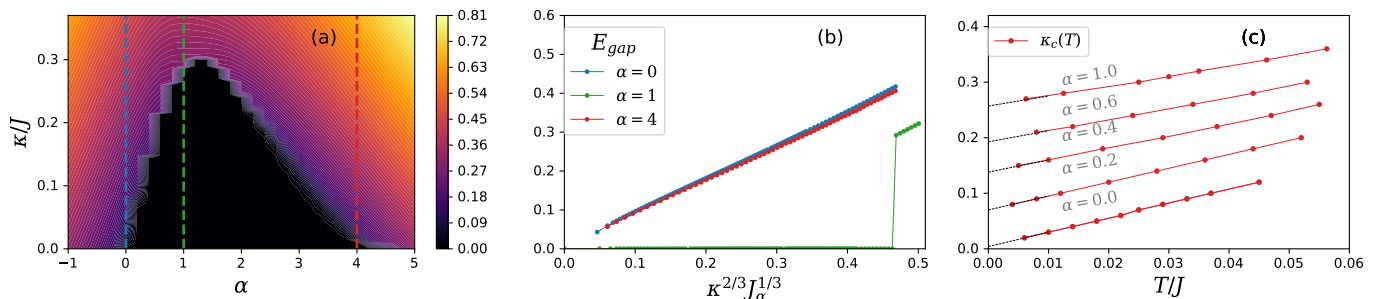 (a)
κ/J
0.3
0.2
0.1
0.0
−1 0 1 2 3 4 5
α
0.81
0.72
0.63
0.54
0.45
0.36
0.27
0.18
0.09
0.00
(b)
E_gap
α = 0
α = 1
α = 4
0.6
0.5
0.4
0.3
0.2
0.1
0.0
0.0 0.1 0.2 0.3 0.4 0.5
κ^{2/3}J_α^{1/3}
(c)
κ_c(T)
α = 1.0
α = 0.6
α = 0.4
α = 0.2
α = 0.0
0.4
0.3
0.2
0.1
0.0
0.00 0.01 0.02 0.03 0.04 0.05 0.06
T/J